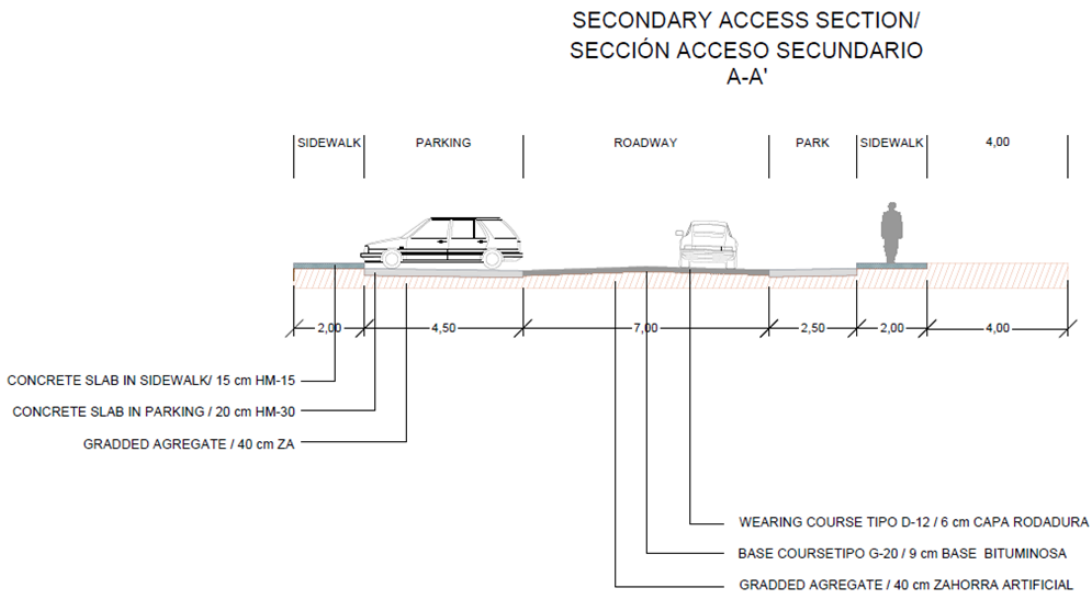 SECONDARY ACCESS SECTION/
SECCIÓN ACCESO SECUNDARIO
A-A'
SIDEWALK PARKING ROADWAY PARK SIDEWALK 4,00
2,00 4,50 7,00 2,50 2,00 4,00
CONCRETE SLAB IN SIDEWALK/ 15 cm HM-15
CONCRETE SLAB IN PARKING / 20 cm HM-30
GRADDED AGREGATE / 40 cm ZA
WEARING COURSE TIPO D-12 / 6 cm CAPA RODADURA
BASE COURSETIPO G-20 / 9 cm BASE BITUMINOSA
GRADDED AGREGATE / 40 cm ZAHORRA ARTIFICIAL